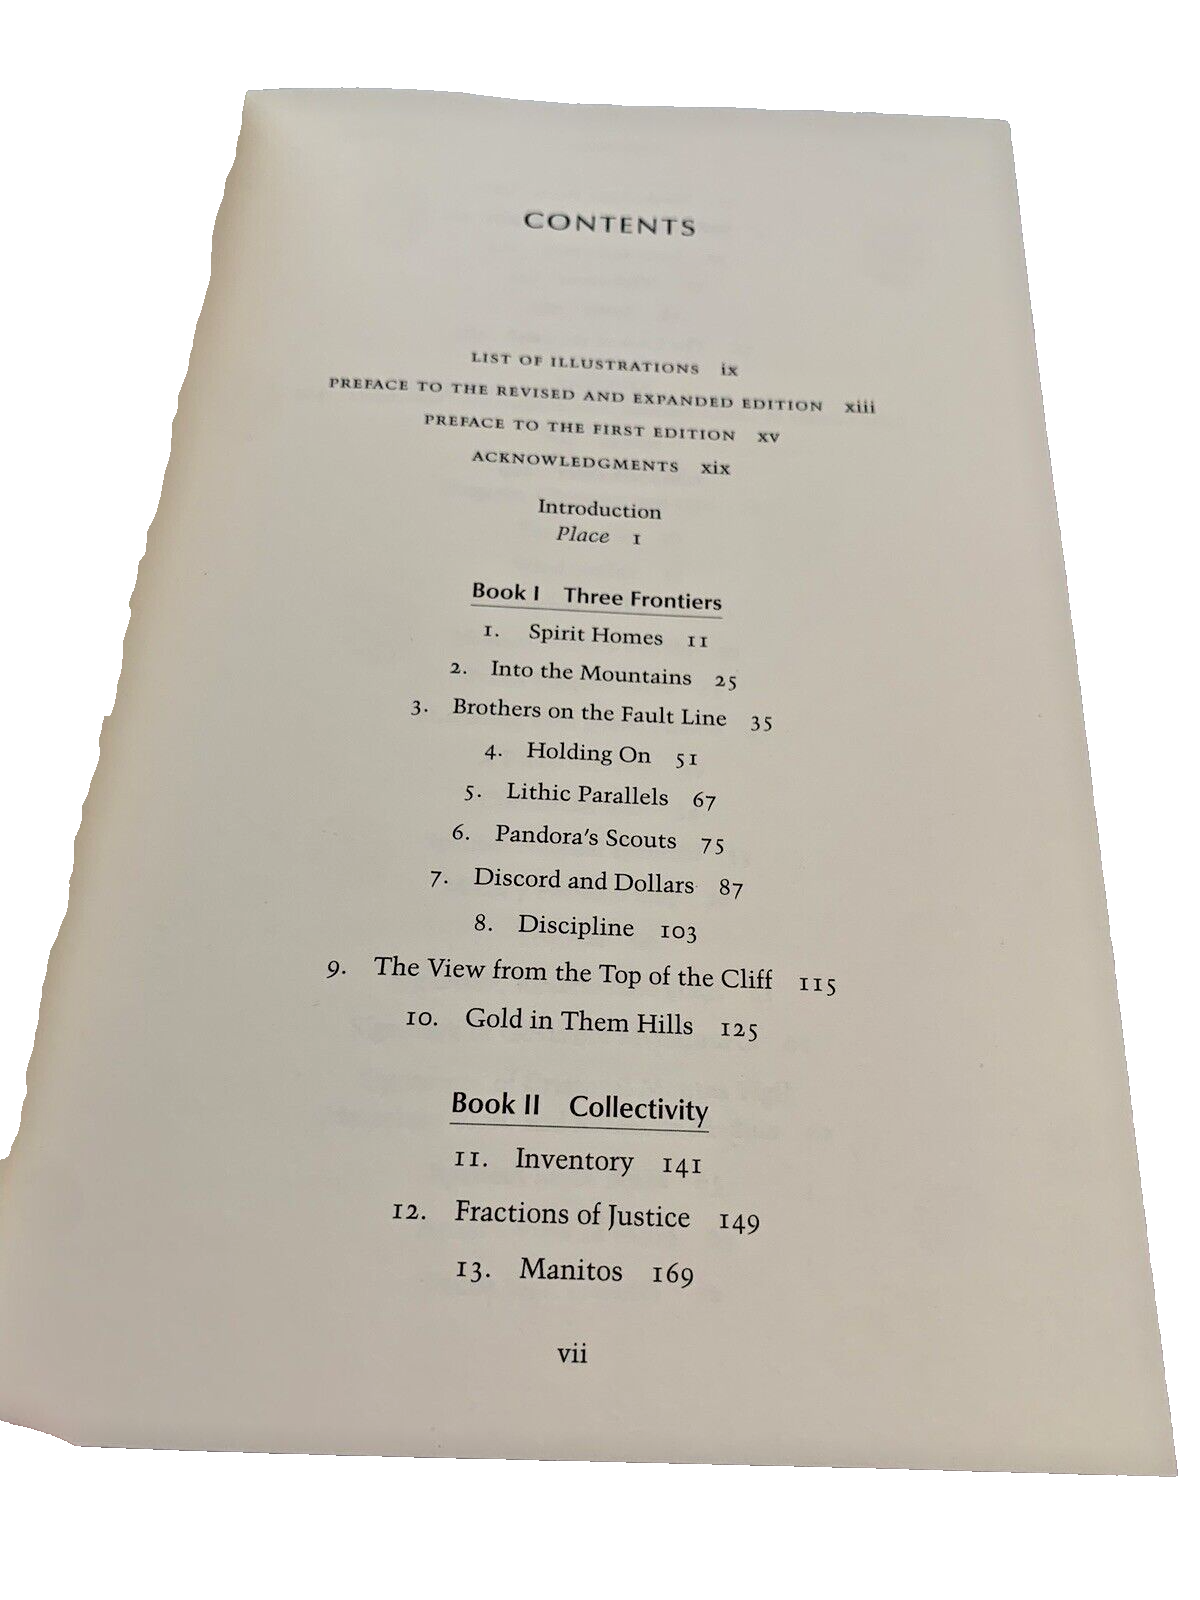 CONTENTS
LIST OF ILLUSTRATIONS ix
PREFACE TO THE REVISED AND EXPANDED EDITION xiii
PREFACE TO THE FIRST EDITION xv
ACKNOWLEDGMENTS xix
Introduction
Place 1
Book I Three Frontiers
1. Spirit Homes 11
2. Into the Mountains 25
3. Brothers on the Fault Line 35
4. Holding On 51
5. Lithic Parallels 67
6. Pandora's Scouts 75
7. Discord and Dollars 87
8. Discipline 103
9. The View from the Top of the Cliff 115
10. Gold in Them Hills 125
Book II Collectivity
11. Inventory 141
12. Fractions of Justice 149
13. Manitos 169
vii